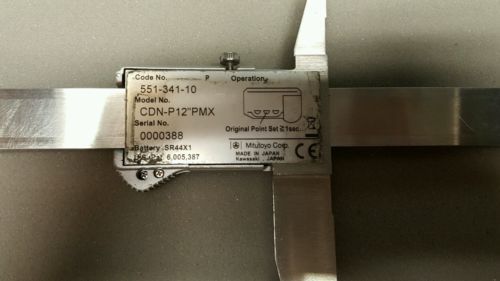 Code No. P Operation
551-341-10
Model No.
CDN-P12"PMX
Serial No.
0000388
Original Point Set ≧1sec.
Battery SR44X1
U.S. Pat. 6,005,387
Mitutoyo Corp.
MADE IN JAPAN
Kawasaki, JAPAN
CE